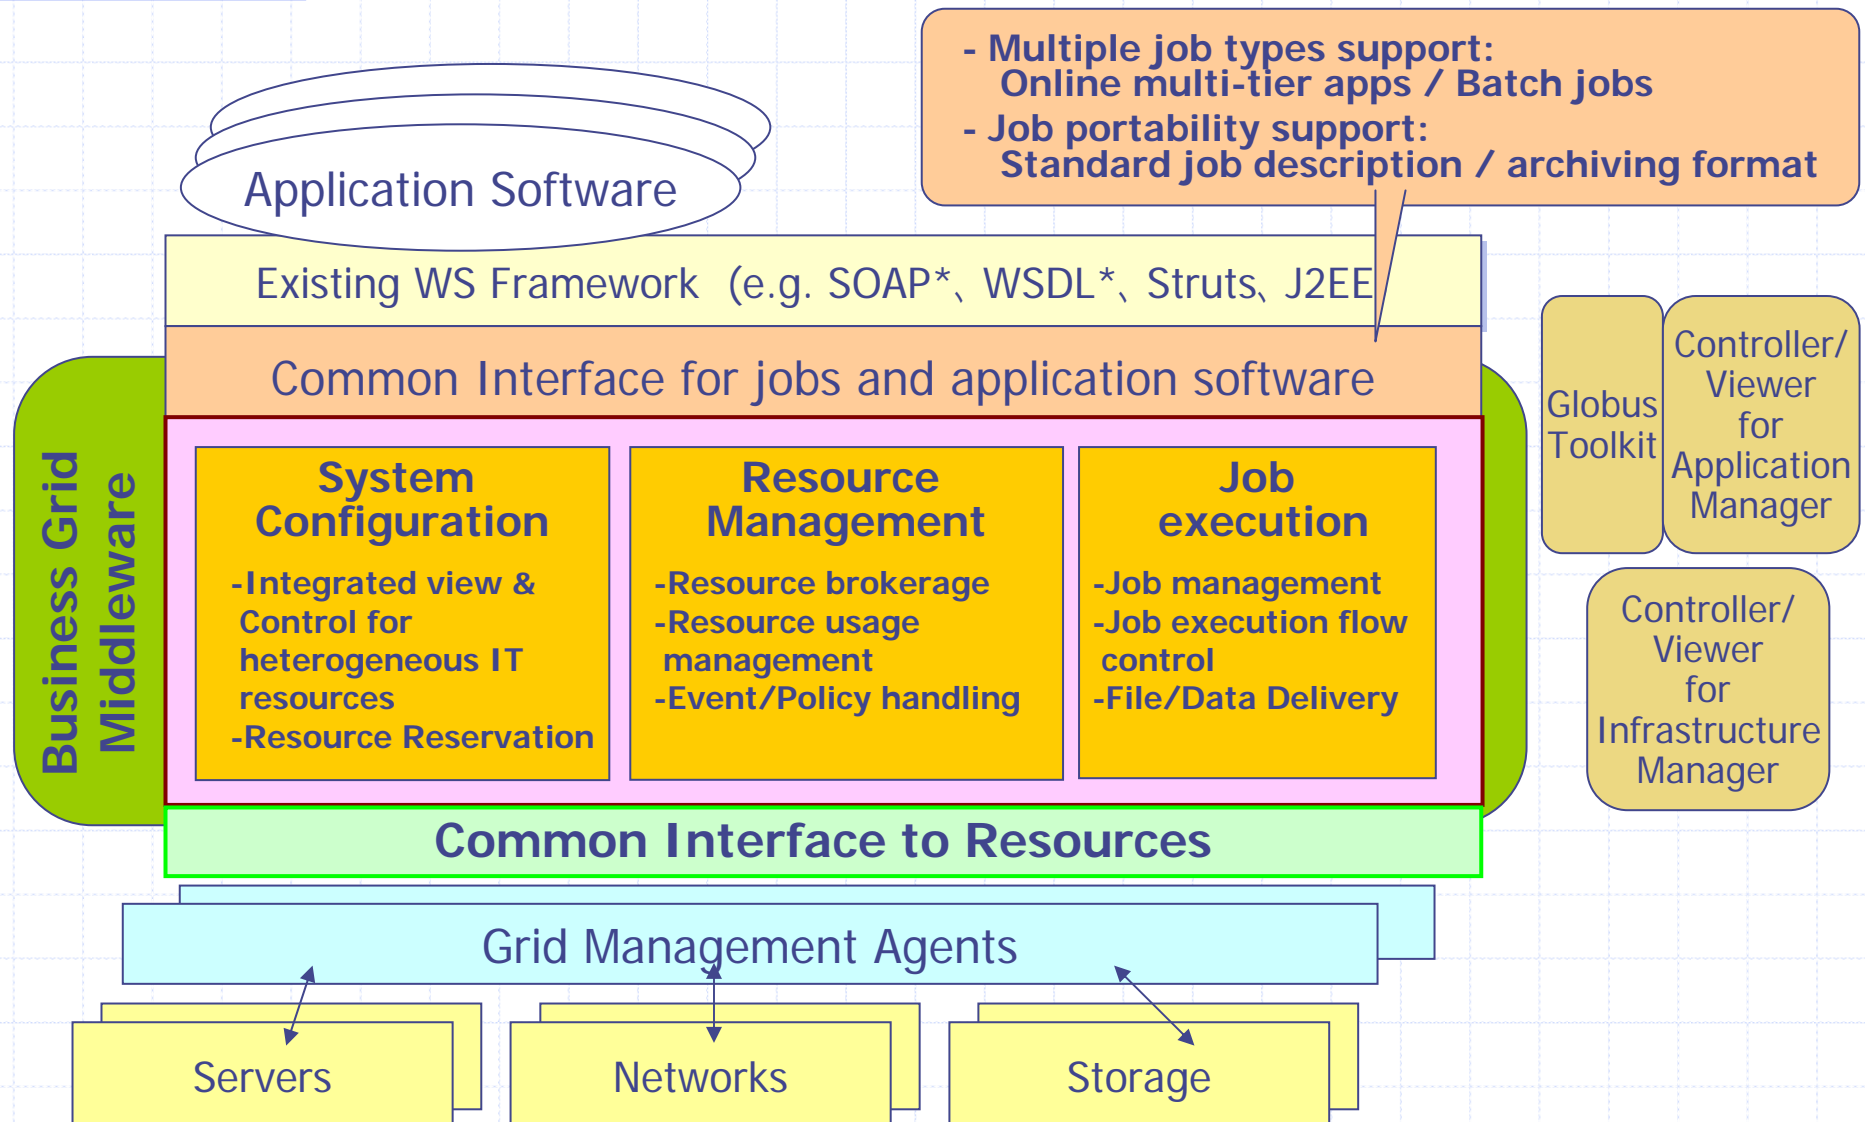 - Multiple job types support:
Online multi-tier apps / Batch jobs
- Job portability support:
Standard job description / archiving format
Application Software
Existing WS Framework (e.g. SOAP*、WSDL*、Struts、J2EE
Common Interface for jobs and application software
Business Grid
Middleware
System
Configuration
-Integrated view &
Control for
heterogeneous IT
resources
-Resource Reservation
Resource
Management
-Resource brokerage
-Resource usage
management
-Event/Policy handling
Job
execution
-Job management
-Job execution flow
control
-File/Data Delivery
Globus
Toolkit
Controller/
Viewer
for
Application
Manager
Controller/
Viewer
for
Infrastructure
Manager
Common Interface to Resources
Grid Management Agents
Servers
Networks
Storage